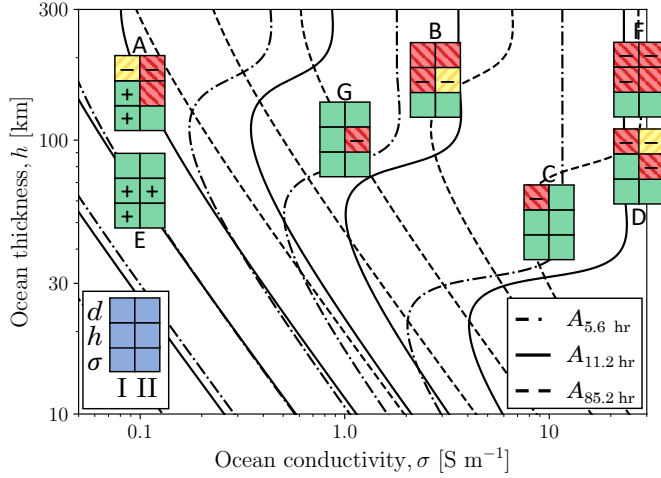 300
A
B
F
−
−
−
−
−
−
+
+
G
−
Ocean thickness, h [km]
100
−
−
+
+
+
E
C
−
D
30
d
h
σ
I II
A5.6 hr
A11.2 hr
A85.2 hr
10
0.1
1.0
10
Ocean conductivity, σ [S m−1]